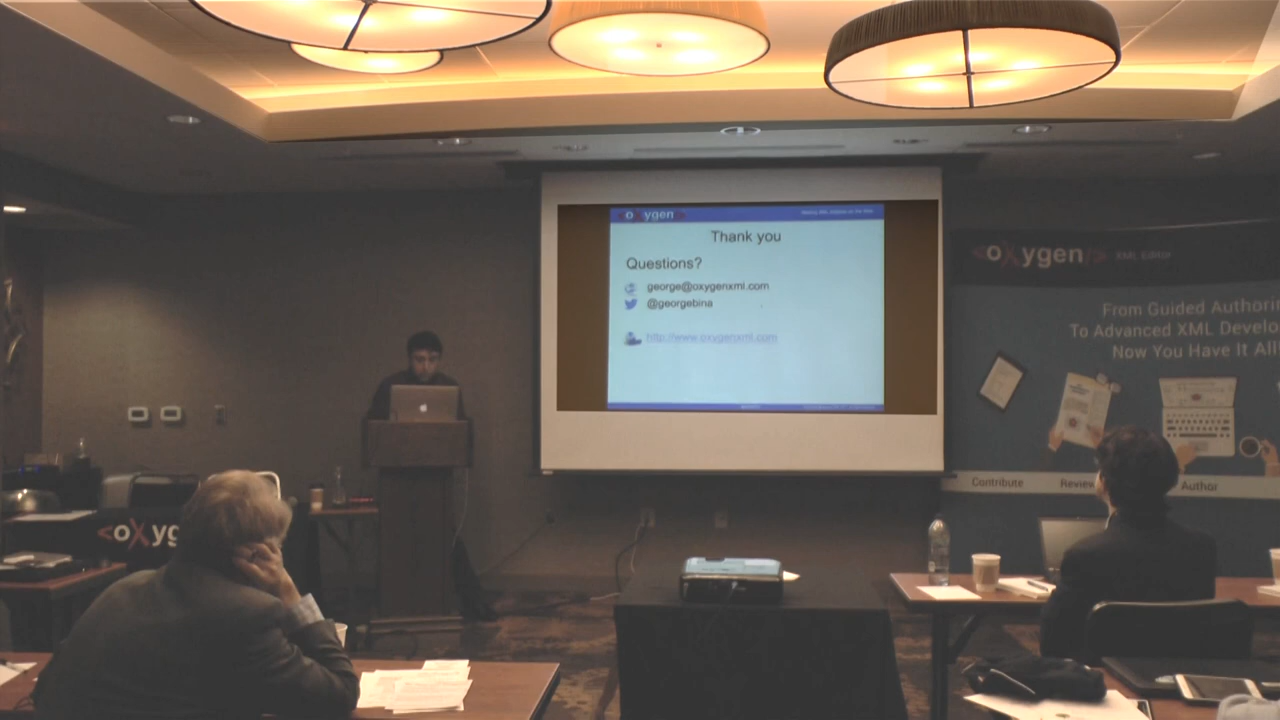 <oXygen/>
Thank you
Questions?
george@oxygenxml.com
@georgebina
http://www.oxygenxml.com
<oXygen/> XML Editor
From Guided Authorin
To Advanced XML Develo
Now You Have It All!
Contribute Review Author
<oXyg